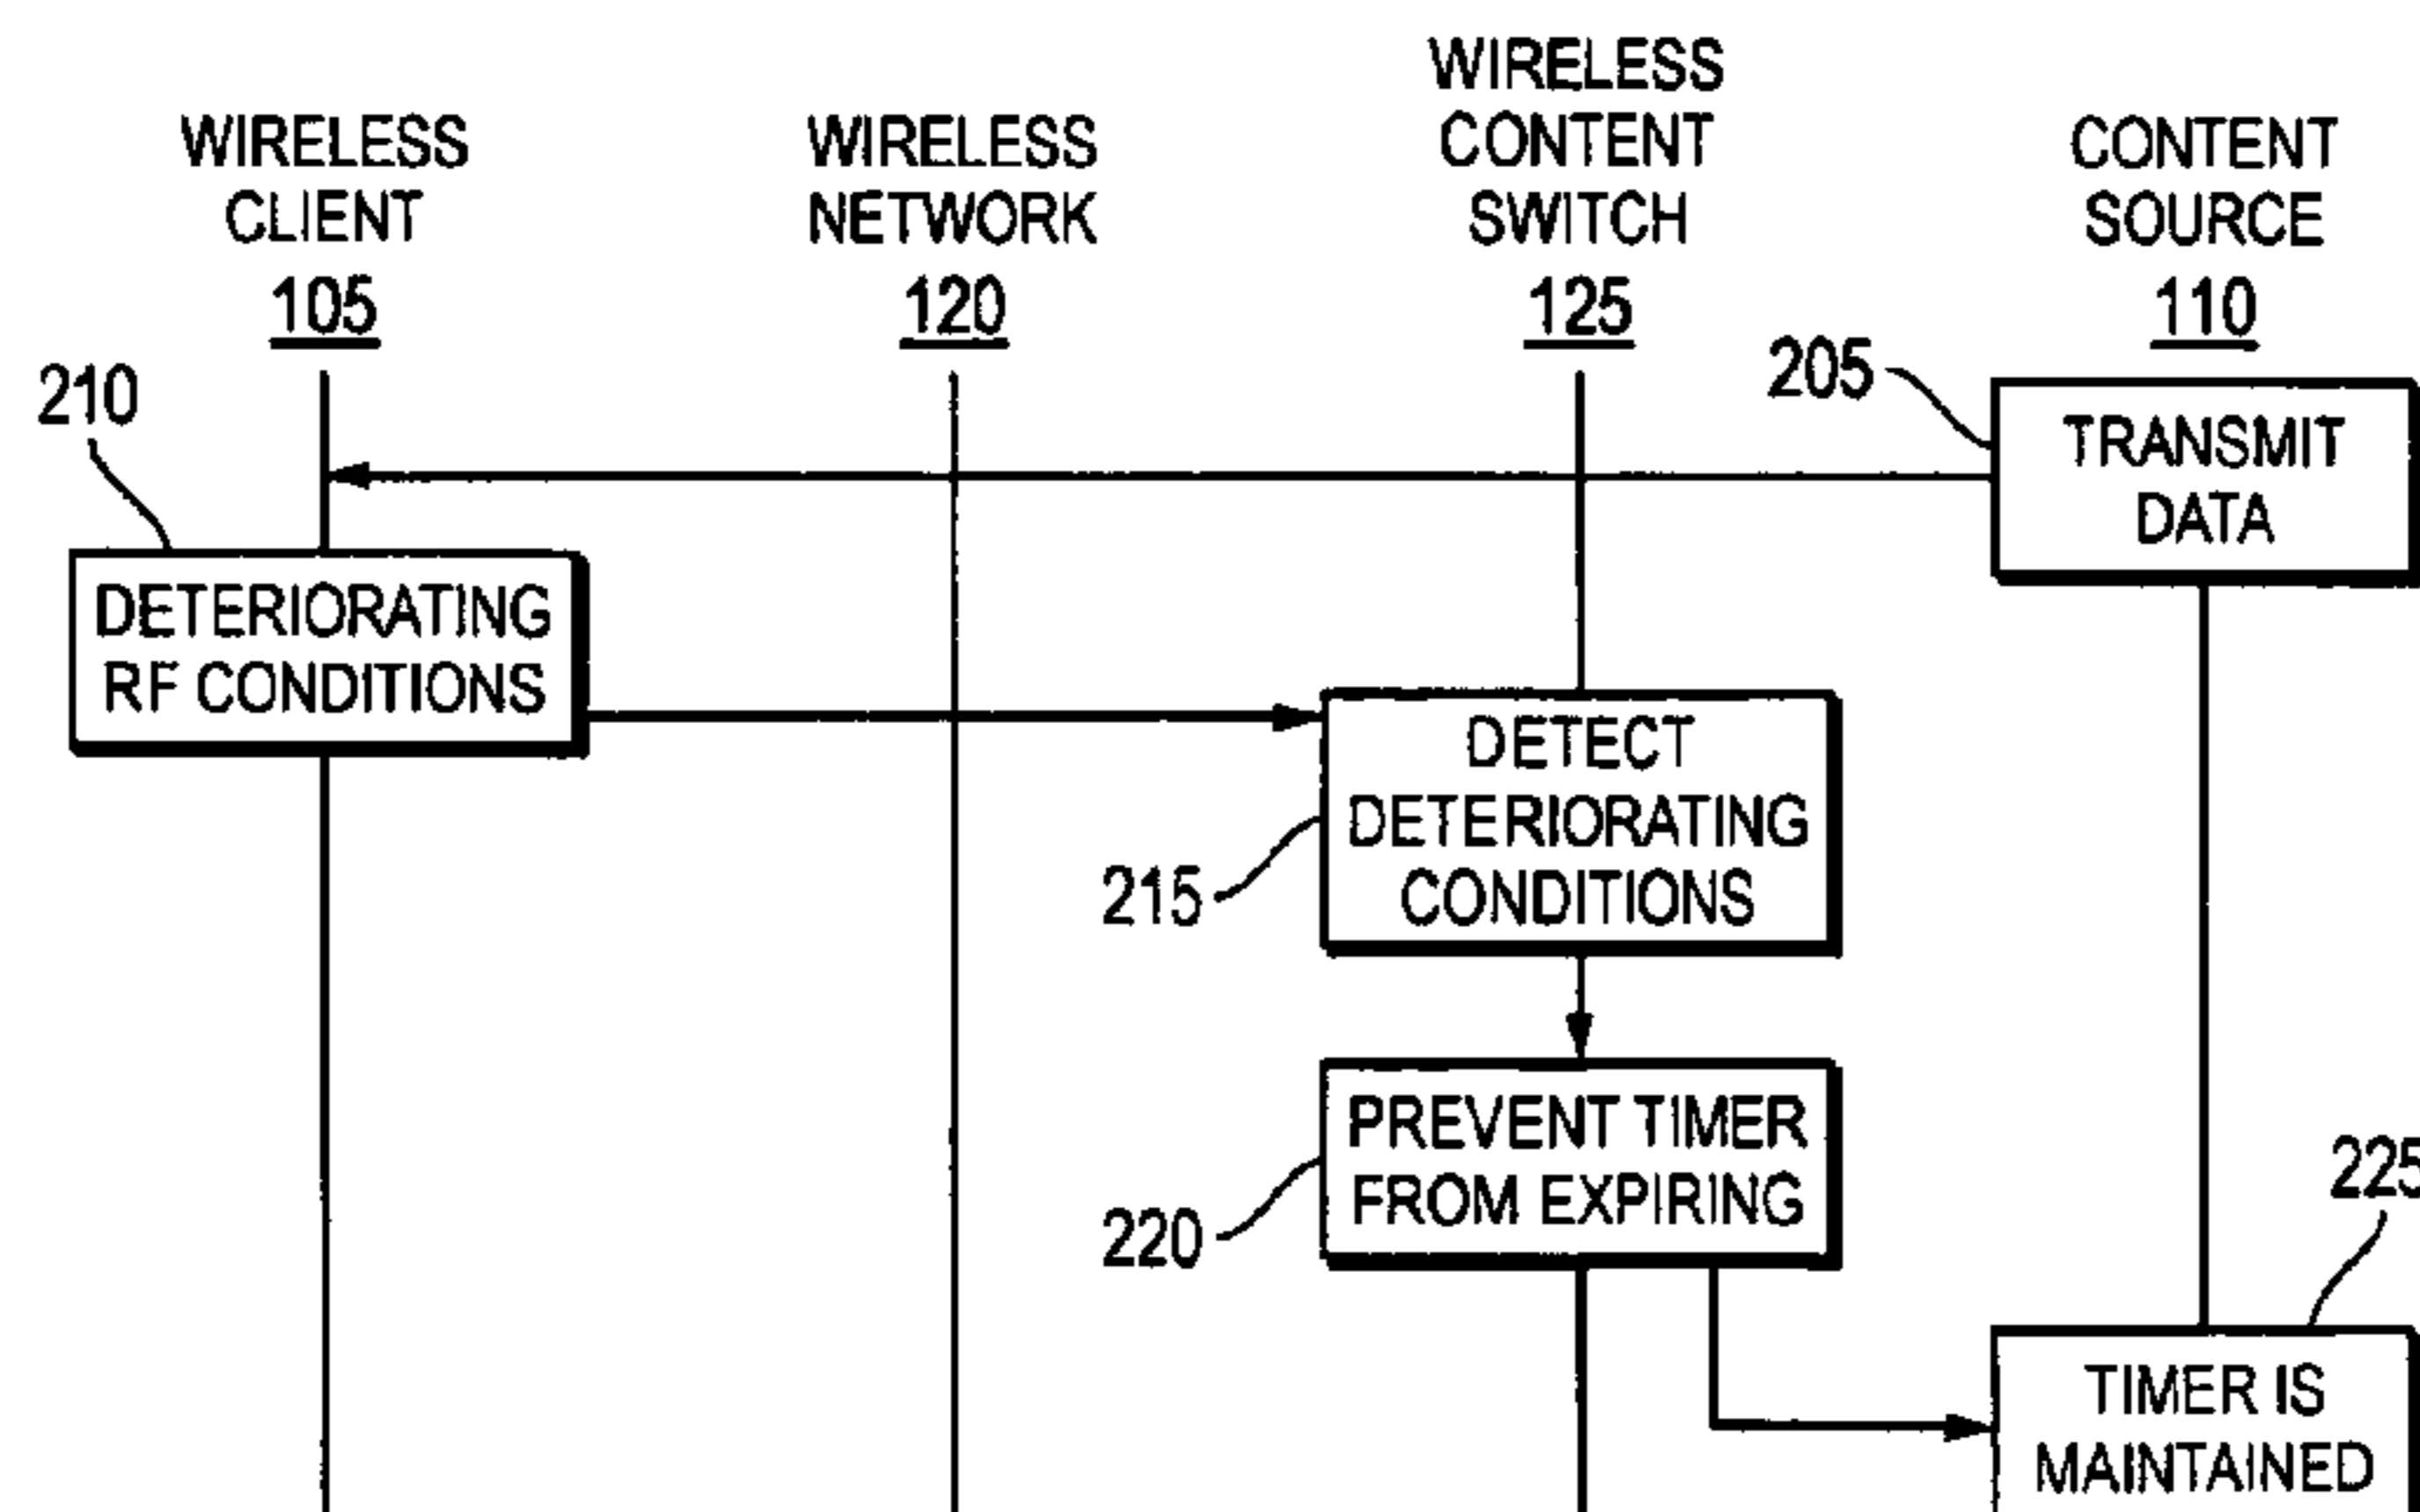 WIRELESS
CLIENT
105
WIRELESS
NETWORK
120
WIRELESS
CONTENT
SWITCH
125
CONTENT
SOURCE
110
205
TRANSMIT
DATA
210
DETERIORATING
RF CONDITIONS
215
DETECT
DETERIORATING
CONDITIONS
220
PREVENT TIMER
FROM EXPIRING
225
TIMER IS
MAINTAINED